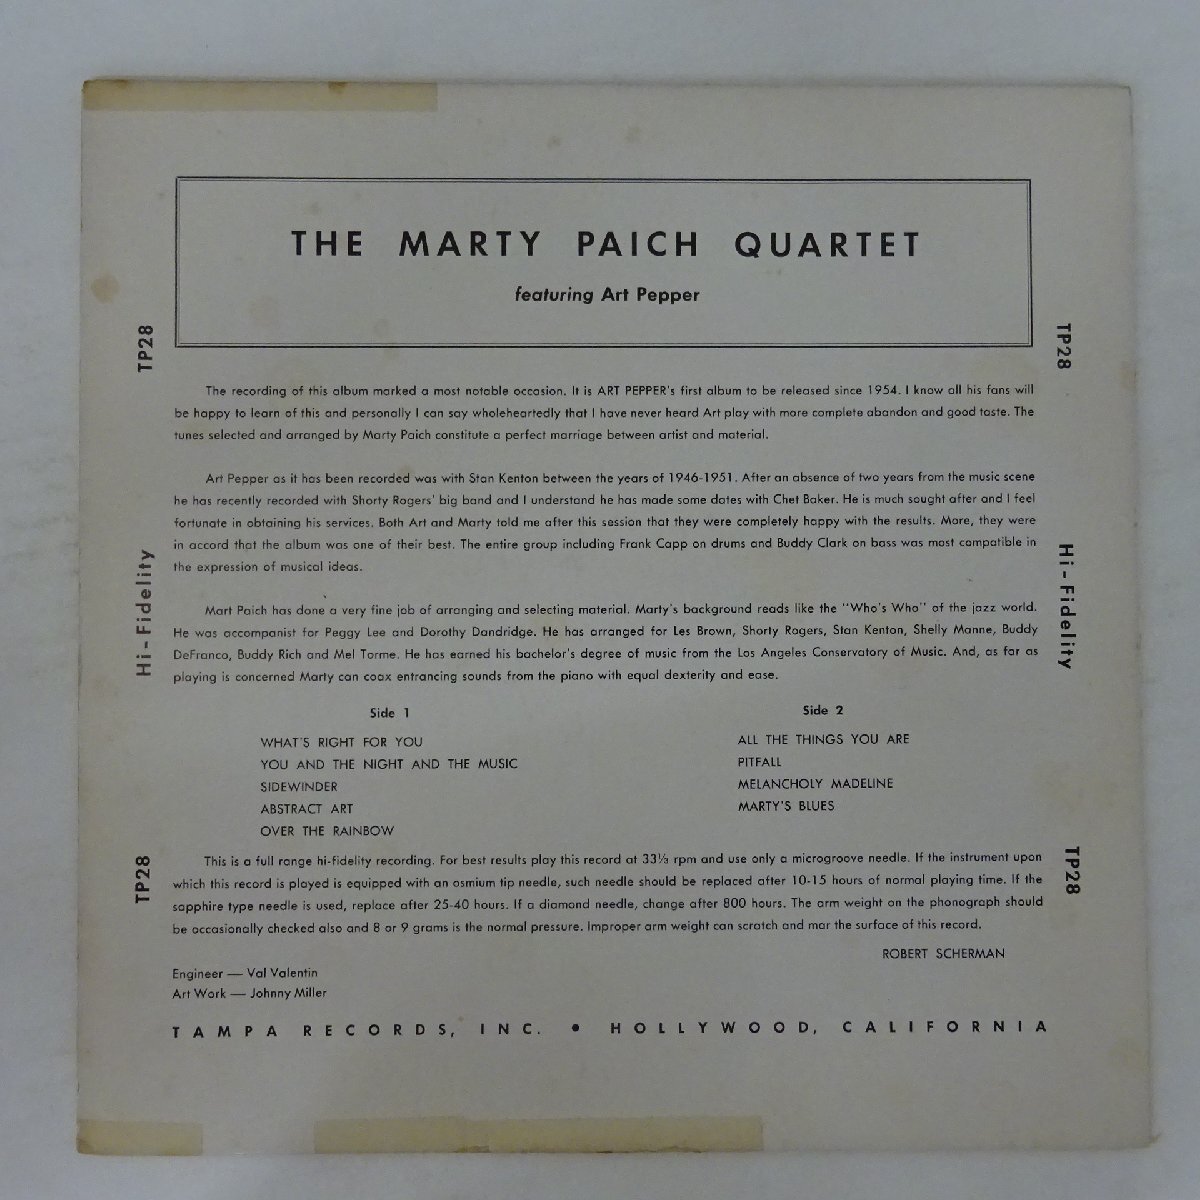 THE MARTY PAICH QUARTET
featuring Art Pepper
TP28
TP28
The recording of this album marked a most notable occasion. It is ART PEPPER's first album to be released since 1954. I know all his fans will
be happy to learn of this and personally I can say wholeheartedly that I have never heard Art play with more complete abandon and good taste. The
tunes selected and arranged by Marty Paich constitute a perfect marriage between artist and material.
Art Pepper as it has been recorded was with Stan Kenton between the years of 1946-1951. After an absence of two years from the music scene
he has recently recorded with Shorty Rogers' big band and I understand he has made some dates with Chet Baker. He is much sought after and I feel
fortunate in obtaining his services. Both Art and Marty told me after this session that they were completely happy with the results. More, they were
in accord that the album was one of their best. The entire group including Frank Capp on drums and Buddy Clark on bass was most compatible in
the expression of musical ideas.
Hi-Fidelity
Hi-Fidelity
Mart Paich has done a very fine job of arranging and selecting material. Marty's background reads like the "Who's Who" of the jazz world.
He was accompanist for Peggy Lee and Dorothy Dandridge. He has arranged for Les Brown, Shorty Rogers, Stan Kenton, Shelly Manne, Buddy
DeFranco, Buddy Rich and Mel Torme. He has earned his bachelor's degree of music from the Los Angeles Conservatory of Music. And, as far as
playing is concerned Marty can coax entrancing sounds from the piano with equal dexterity and ease.
Side 1
WHAT'S RIGHT FOR YOU
YOU AND THE NIGHT AND THE MUSIC
SIDEWINDER
ABSTRACT ART
OVER THE RAINBOW
Side 2
ALL THE THINGS YOU ARE
PITFALL
MELANCHOLY MADELINE
MARTY'S BLUES
TP28
TP28
This is a full range hi-fidelity recording. For best results play this record at 33⅓ rpm and use only a microgroove needle. If the instrument upon
which this record is played is equipped with an osmium tip needle, such needle should be replaced after 10-15 hours of normal playing time. If the
sapphire type needle is used, replace after 25-40 hours. If a diamond needle, change after 800 hours. The arm weight on the phonograph should
be occasionally checked also and 8 or 9 grams is the normal pressure. Improper arm weight can scratch and mar the surface of this record.
ROBERT SCHERMAN
Engineer — Val Valentin
Art Work — Johnny Miller
TAMPA RECORDS, INC. • HOLLYWOOD, CALIFORNIA